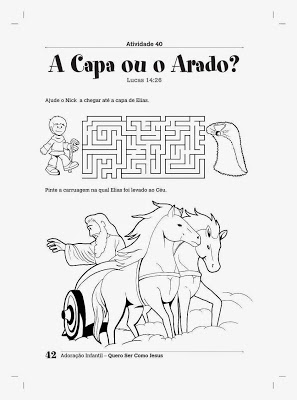 Atividade 40
A Capa ou o Arado?
Lucas 14:28
Ajude o Nick a chegar até a capa de Elias.
Pinte a carruagem na qual Elias foi levado ao Céu.
42 Adoração Infantil – Quero Ser Como Jesus